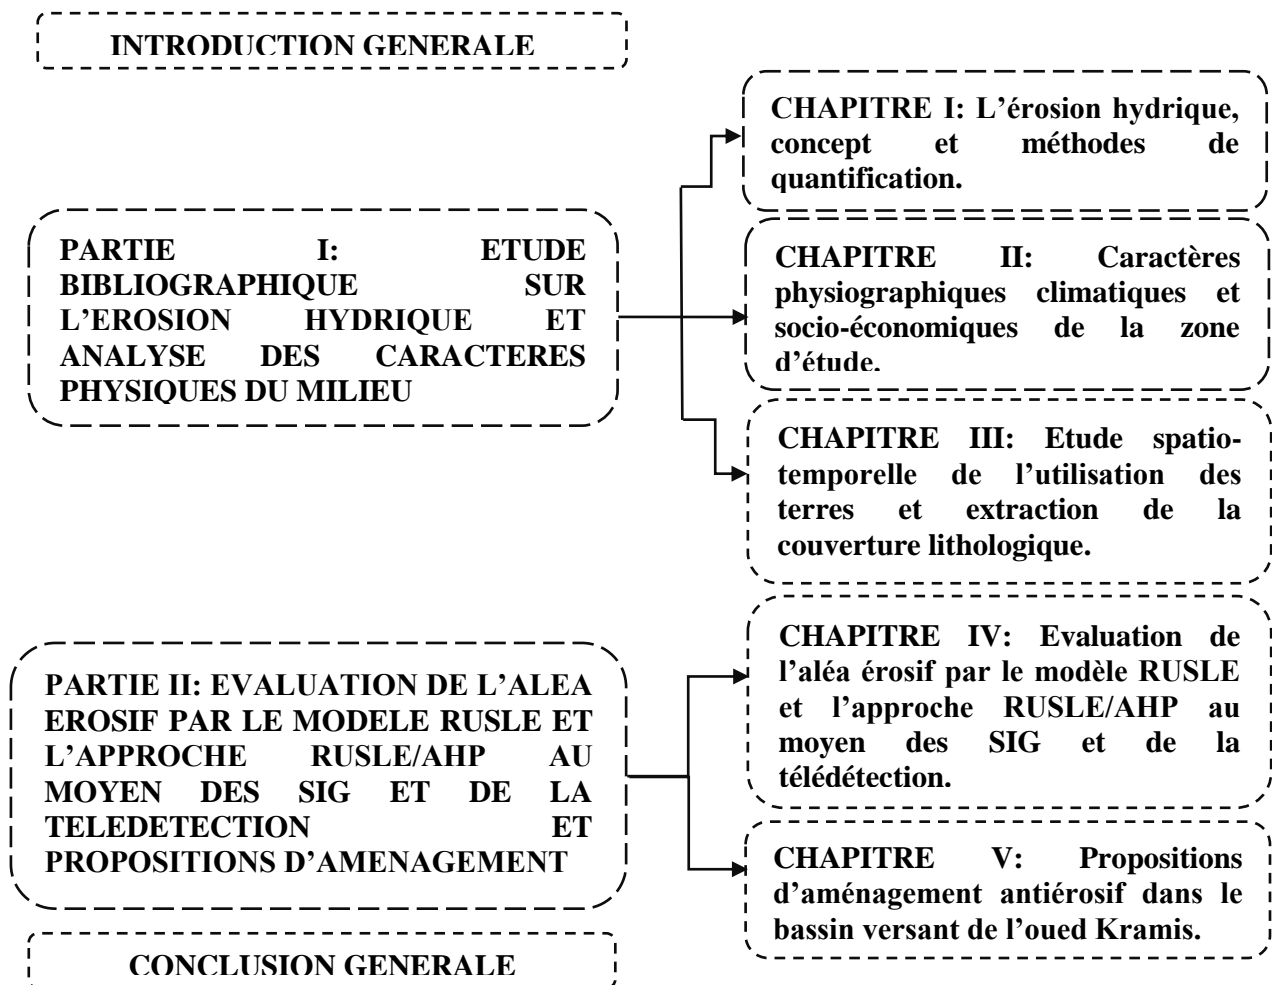 INTRODUCTION GENERALE
PARTIE I: ETUDE
BIBLIOGRAPHIQUE SUR
L’EROSION HYDRIQUE ET
ANALYSE DES CARACTERES
PHYSIQUES DU MILIEU
CHAPITRE I: L’érosion hydrique,
concept et méthodes de
quantification.
CHAPITRE II: Caractères
physiographiques climatiques et
socio-économiques de la zone
d’étude.
CHAPITRE III: Etude spatio-
temporelle de l’utilisation des
terres et extraction de la
couverture lithologique.
PARTIE II: EVALUATION DE L’ALEA
EROSIF PAR LE MODELE RUSLE ET
L’APPROCHE RUSLE/AHP AU
MOYEN DES SIG ET DE LA
TELEDETECTION ET
PROPOSITIONS D’AMENAGEMENT
CHAPITRE IV: Evaluation de
l’aléa érosif par le modèle RUSLE
et l’approche RUSLE/AHP au
moyen des SIG et de la
télédétection.
CHAPITRE V: Propositions
d’aménagement antiérosif dans le
bassin versant de l’oued Kramis.
CONCLUSION GENERALE